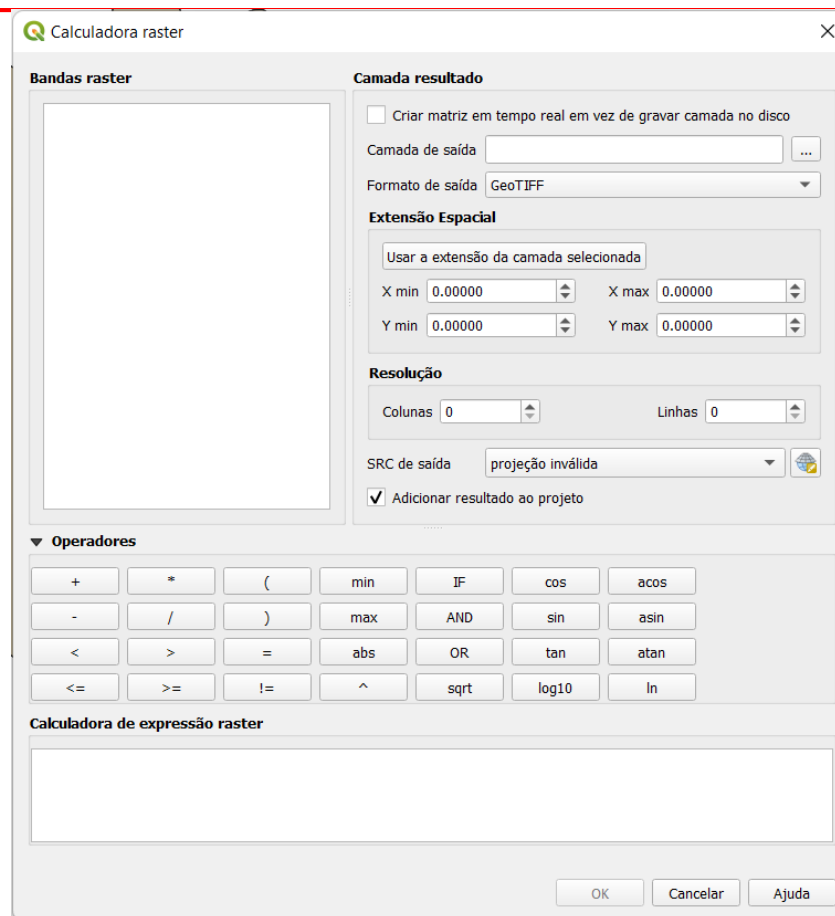 Calculadora raster
Bandas raster
Camada resultado
Criar matriz em tempo real em vez de gravar camada no disco
Camada de saída ...
Formato de saída GeoTIFF
Extensão Espacial
Usar a extensão da camada selecionada
X min 0.00000 X max 0.00000
Y min 0.00000 Y max 0.00000
Resolução
Colunas 0 Linhas 0
SRC de saída projeção inválida
Adicionar resultado ao projeto
Operadores
+ * ( min IF cos acos
- / ) max AND sin asin
< > = abs OR tan atan
<= >= != ^ sqrt log10 ln
Calculadora de expressão raster
OK Cancelar Ajuda